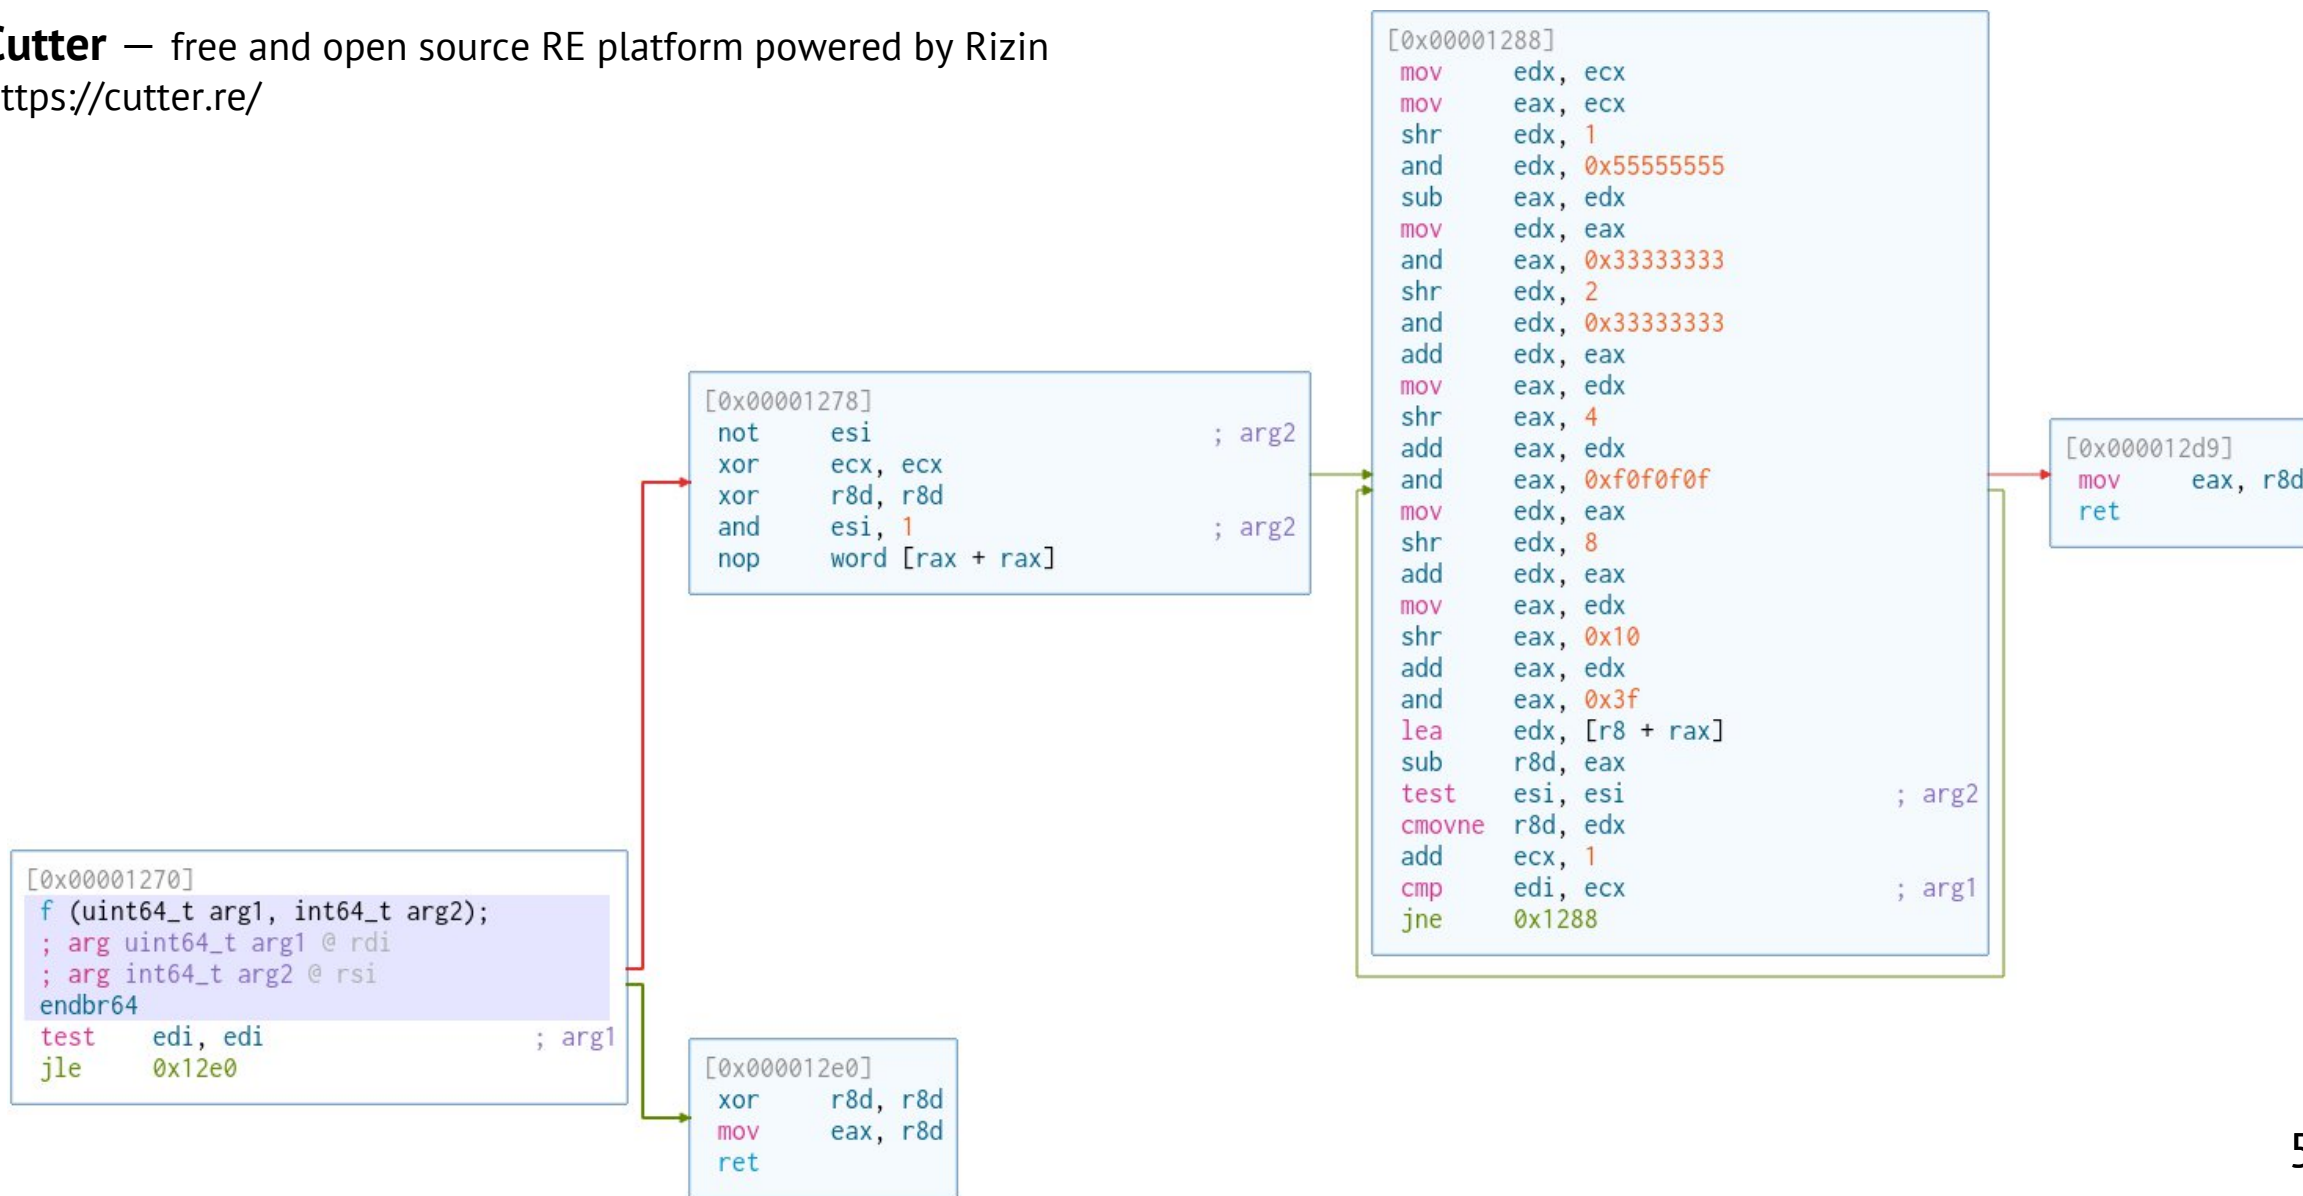 Cutter — free and open source RE platform powered by Rizin
ttps://cutter.re/
[0x00001270]
f (uint64_t arg1, int64_t arg2);
; arg uint64_t arg1 @ rdi
; arg int64_t arg2 @ rsi
endbr64
test edi, edi ; arg1
jle 0x12e0
[0x00001278]
not esi ; arg2
xor ecx, ecx
xor r8d, r8d
and esi, 1 ; arg2
nop word [rax + rax]
[0x000012e0]
xor r8d, r8d
mov eax, r8d
ret
[0x00001288]
mov edx, ecx
mov eax, ecx
shr edx, 1
and edx, 0x55555555
sub eax, edx
mov edx, eax
and eax, 0x33333333
shr edx, 2
and edx, 0x33333333
add edx, eax
mov eax, edx
shr eax, 4
add eax, edx
and eax, 0xf0f0f0f
mov edx, eax
shr edx, 8
add edx, eax
mov eax, edx
shr eax, 0x10
add eax, edx
and eax, 0x3f
lea edx, [r8 + rax]
sub r8d, eax
test esi, esi ; arg2
cmovne r8d, edx
add ecx, 1
cmp edi, ecx ; arg1
jne 0x1288
[0x000012d9]
mov eax, r8d
ret
5